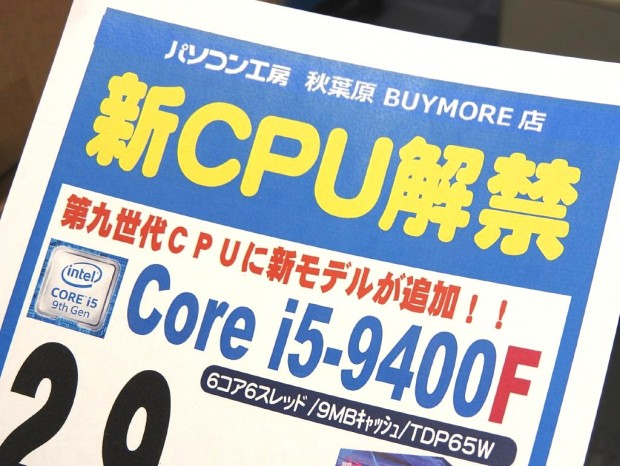 パソコン工房 秋葉原 BUYMORE 店
新CPU解禁
第九世代CPUに新モデルが追加!!
intel
CORE i5
9th Gen
Core i5-9400F
6コア6スレッド/9MBキャッシュ/TDP65W
2.9